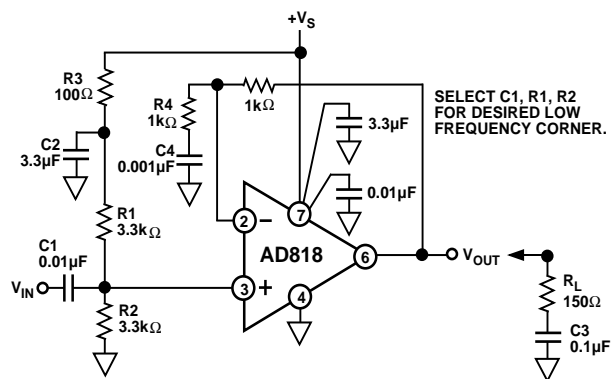 +VS
R3
100Ω
R4
1kΩ
1kΩ
SELECT C1, R1, R2
FOR DESIRED LOW
FREQUENCY CORNER.
C2
3.3µF
C4
0.001µF
3.3µF
0.01µF
R1
3.3kΩ
C1
0.01µF
2
7
AD818
6
VOUT
VIN
3
4
R2
3.3kΩ
RL
150Ω
C3
0.1µF